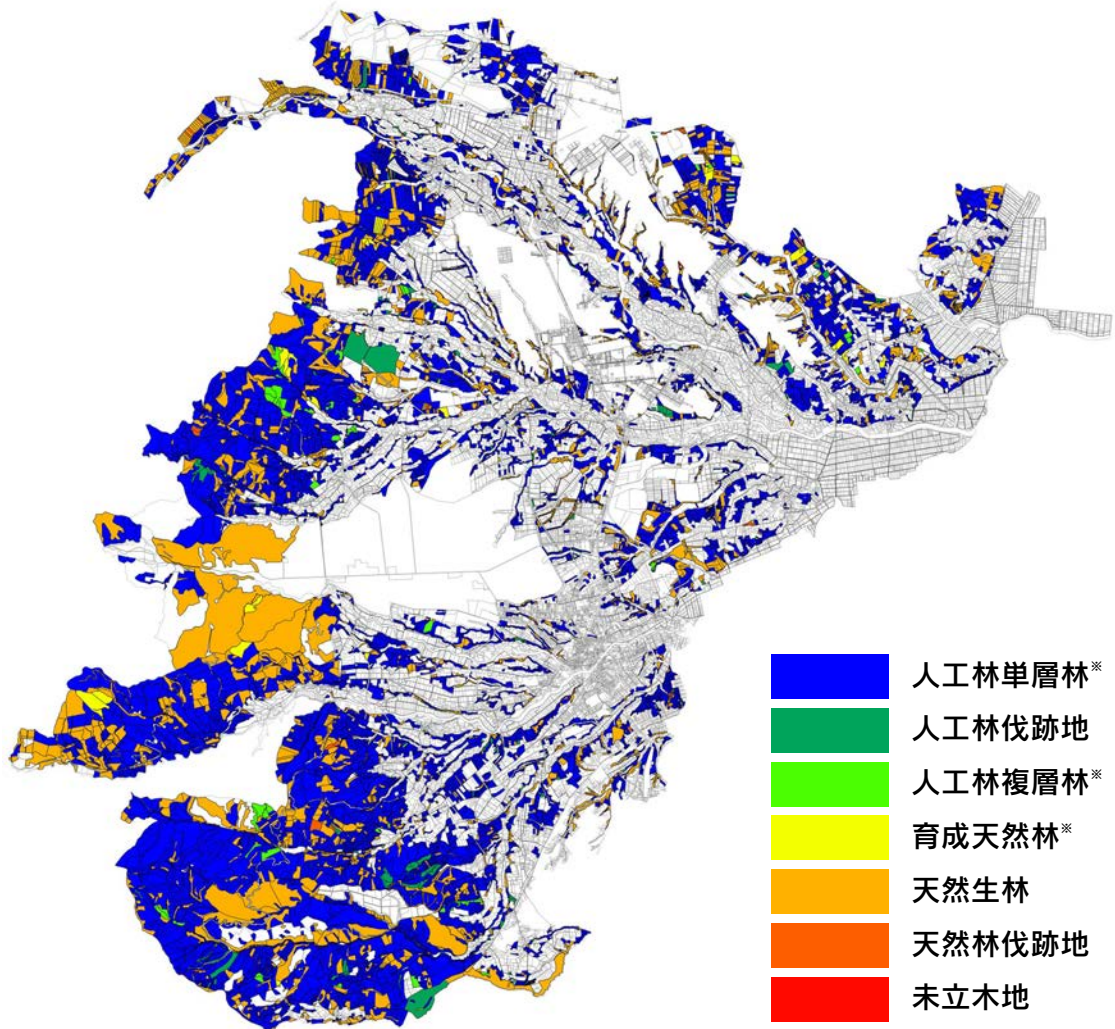 人工林単層林※
人工林伐跡地
人工林複層林※
育成天然林※
天然生林
天然林伐跡地
未立木地